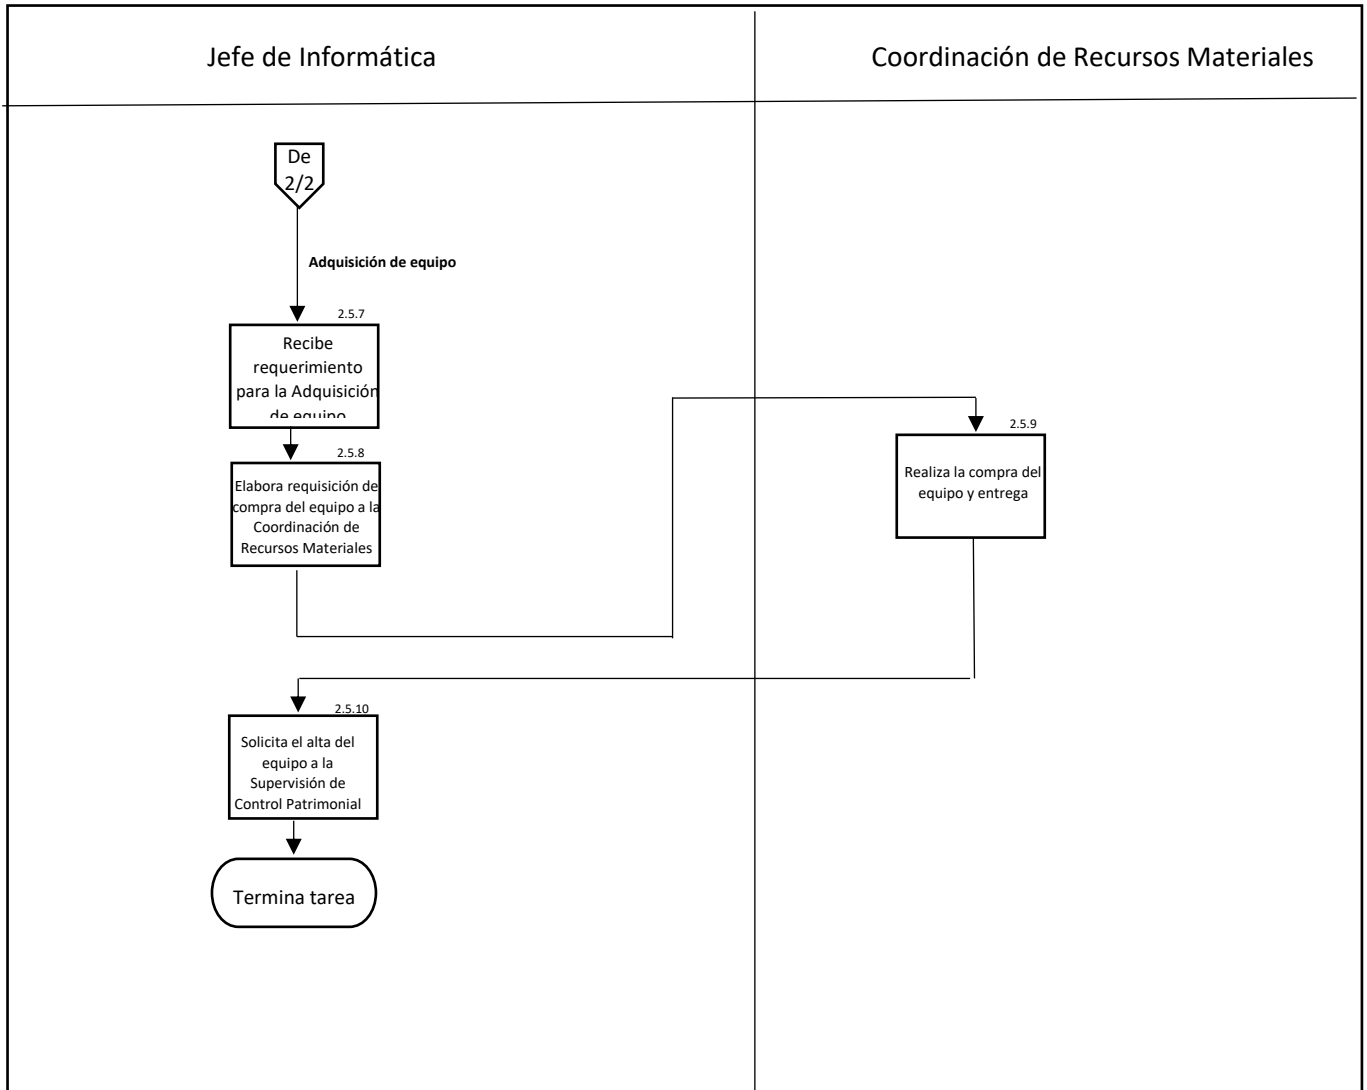 Jefe de Informática
Coordinación de Recursos Materiales
De
2/2
Adquisición de equipo
2.5.7
Recibe
requerimiento
para la Adquisición
de equipo
2.5.8
Elabora requisición de
compra del equipo a la
Coordinación de
Recursos Materiales
2.5.9
Realiza la compra del
equipo y entrega
2.5.10
Solicita el alta del
equipo a la
Supervisión de
Control Patrimonial
Termina tarea